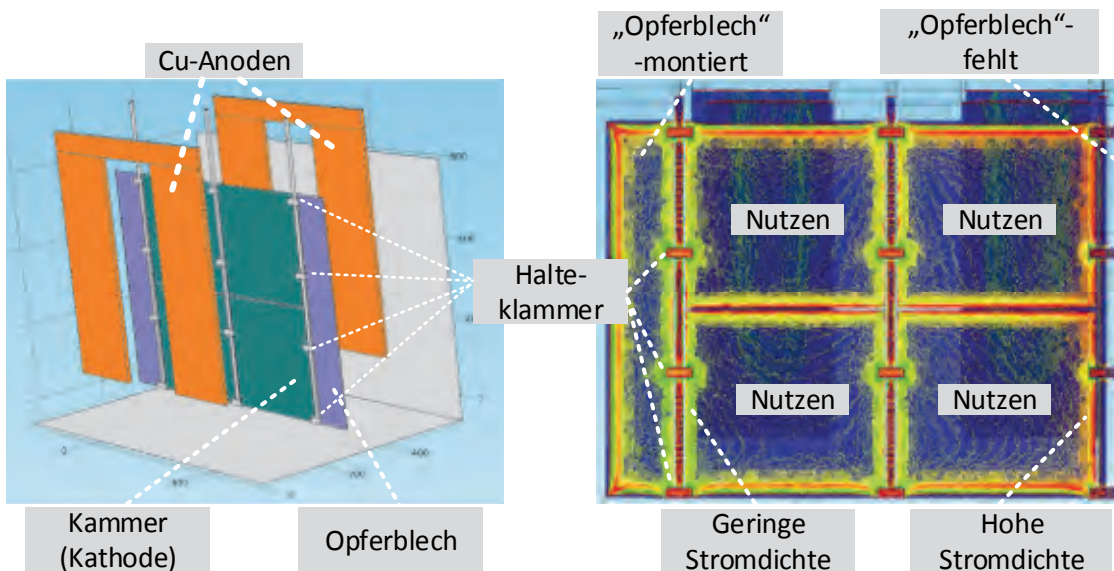 Cu-Anoden
„Opferblech“
-montiert
„Opferblech“-
fehlt
Nutzen
Nutzen
Halte-
klammer
Nutzen
Nutzen
Kammer
(Kathode)
Opferblech
Geringe
Stromdichte
Hohe
Stromdichte